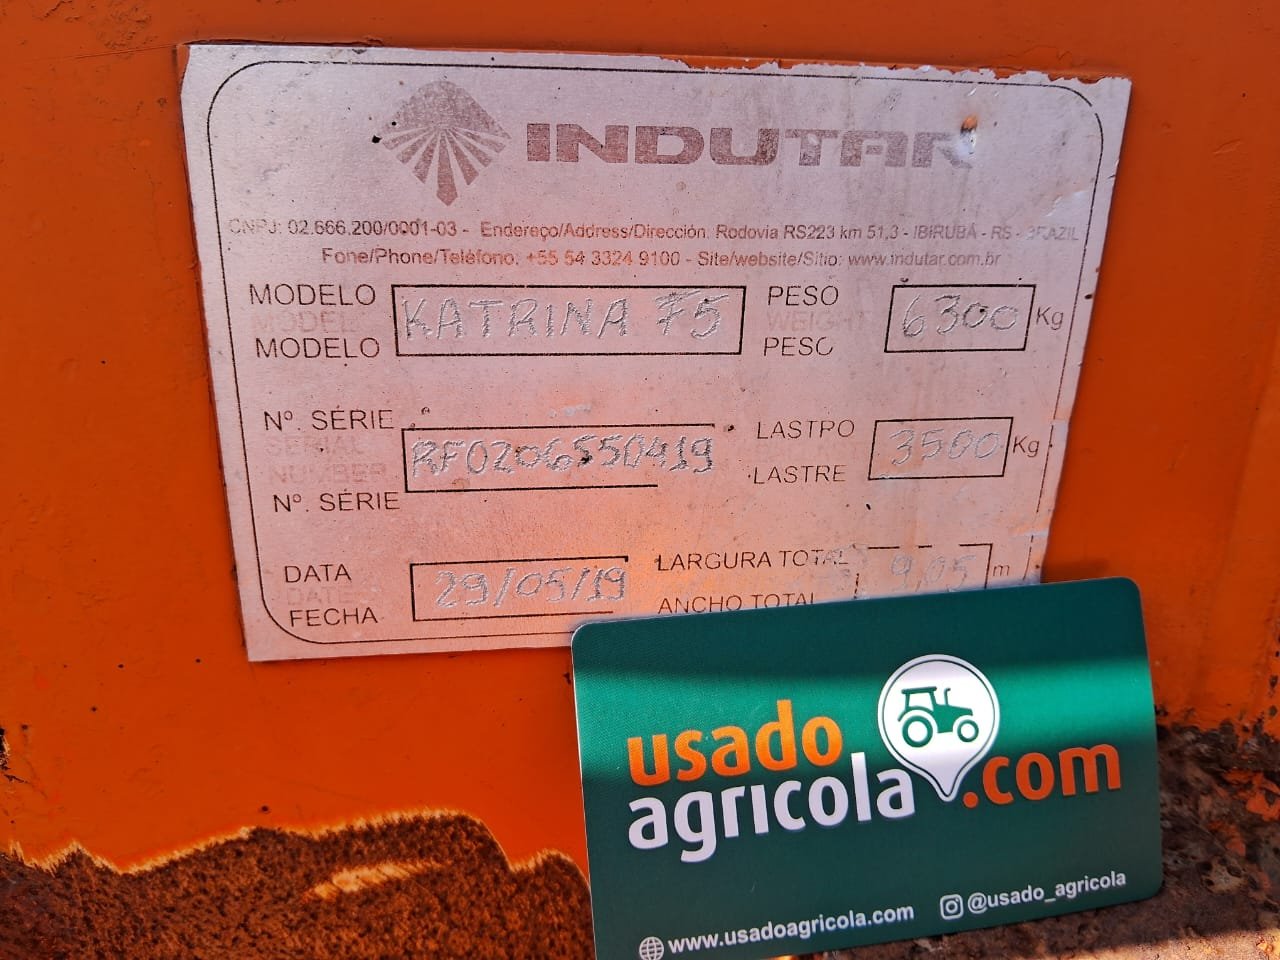 INDUTAR
CNPJ: 02.666.200/0001-03 - Endereço/Address/Dirección: Rodovia RS223 km 51,3 - IBIRUBÁ - RS - BRAZIL
Fone/Phone/Teléfono: +55 54 3324 9100 - Site/website/Sitio: www.indutar.com.br
MODELO
MODEL
MODELO
KATRINA F5
PESO
WEIGHT
PESO
6300 Kg
Nº. SÉRIE
SERIAL
NUMBER
Nº. SÉRIE
RF0206550419
LASTRO
LASTRE
3500 Kg
DATA
DATE
FECHA
29/05/19
LARGURA TOTAL
ANCHO TOTAL
9,05 m
usado
agrícola.com
www.usadoagricola.com @usado_agricola